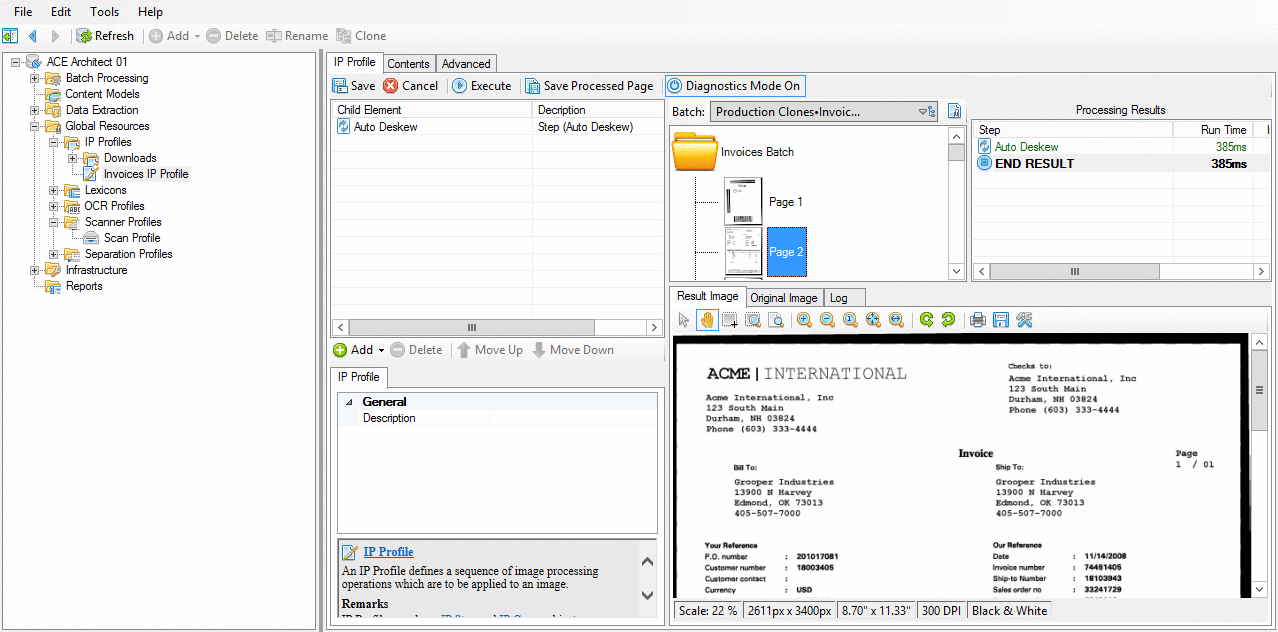 File Edit Tools Help
Refresh Add Delete Rename Clone
ACE Architect 01
Batch Processing
Content Models
Data Extraction
Global Resources
IP Profiles
Downloads
Invoices IP Profile
Lexicons
OCR Profiles
Scanner Profiles
Scan Profile
Separation Profiles
Infrastructure
Reports
IP Profile Contents Advanced
Save Cancel Execute Save Processed Page Diagnostics Mode On
Child Element Decription
Auto Deskew Step (Auto Deskew)
Add Delete Move Up Move Down
IP Profile
General
Description
IP Profile
An IP Profile defines a sequence of image processing
operations which are to be applied to an image.
Remarks
Batch: Production Clones•Invoic...
Invoices Batch
Page 1
Page 2
Processing Results
Step Run Time
Auto Deskew 385ms
END RESULT 385ms
Result Image Original Image Log
ACME | INTERNATIONAL
Acme International, Inc
123 South Main
Durham, NH 03824
Phone (603) 333-4444
Checks to:
Acme International, Inc
123 South Main
Durham, NH 03824
Phone (603) 333-4444
Invoice
Page
1 / 01
Bill To:
Grooper Industries
13900 N Harvey
Edmond, OK 73013
405-507-7000
Ship To:
Grooper Industries
13900 N Harvey
Edmond, OK 73013
405-507-7000
Your Reference
P.O. number : 201017081
Customer number : 18003405
Customer contact :
Currency : USD
Our Reference
Date : 11/14/2008
Invoice number : 74461405
Ship-to Number : 18103943
Sales order no : 33241729
Scale: 22 % 2611px x 3400px 8.70" x 11.33" 300 DPI Black & White